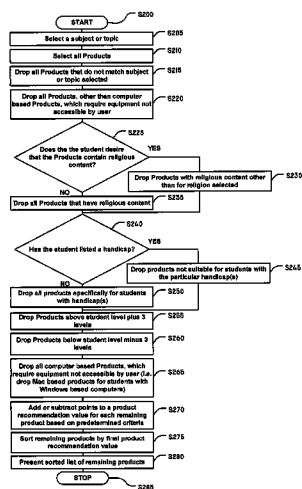 START
S200
Select a subject or topic
S205
Select all Products
S210
Drop all Products that do not match subject
or topic selected
S215
Drop all Products, other than computer
based Products, which require equipment not
accessible by user
S220
S225
Does the the student desire
that the Products contain religious
content?
YES
Drop Products with religious content other
than for religion selected
S230
NO
Drop all Products that have religious content
S235
S240
Has the student listed a handicap?
YES
Drop products not suitable for students with
the particular handicap(s)
S245
NO
Drop all products specifically for students
with handicap(s)
S250
Drop Products above student level plus 3
levels
S255
Drop Products below student level minus 3
levels
S260
Drop all computer based Products, which
require equipment not accessible by user (i.e.
drop Mac based products for students with
Windows based computers)
S265
Add or subtract points to a product
recommendation value for each remaining
product based on predetermined criteria
S270
Sort remaining products by final product
recommendation value
S275
Present sorted list of remaining products
S280
STOP
S285